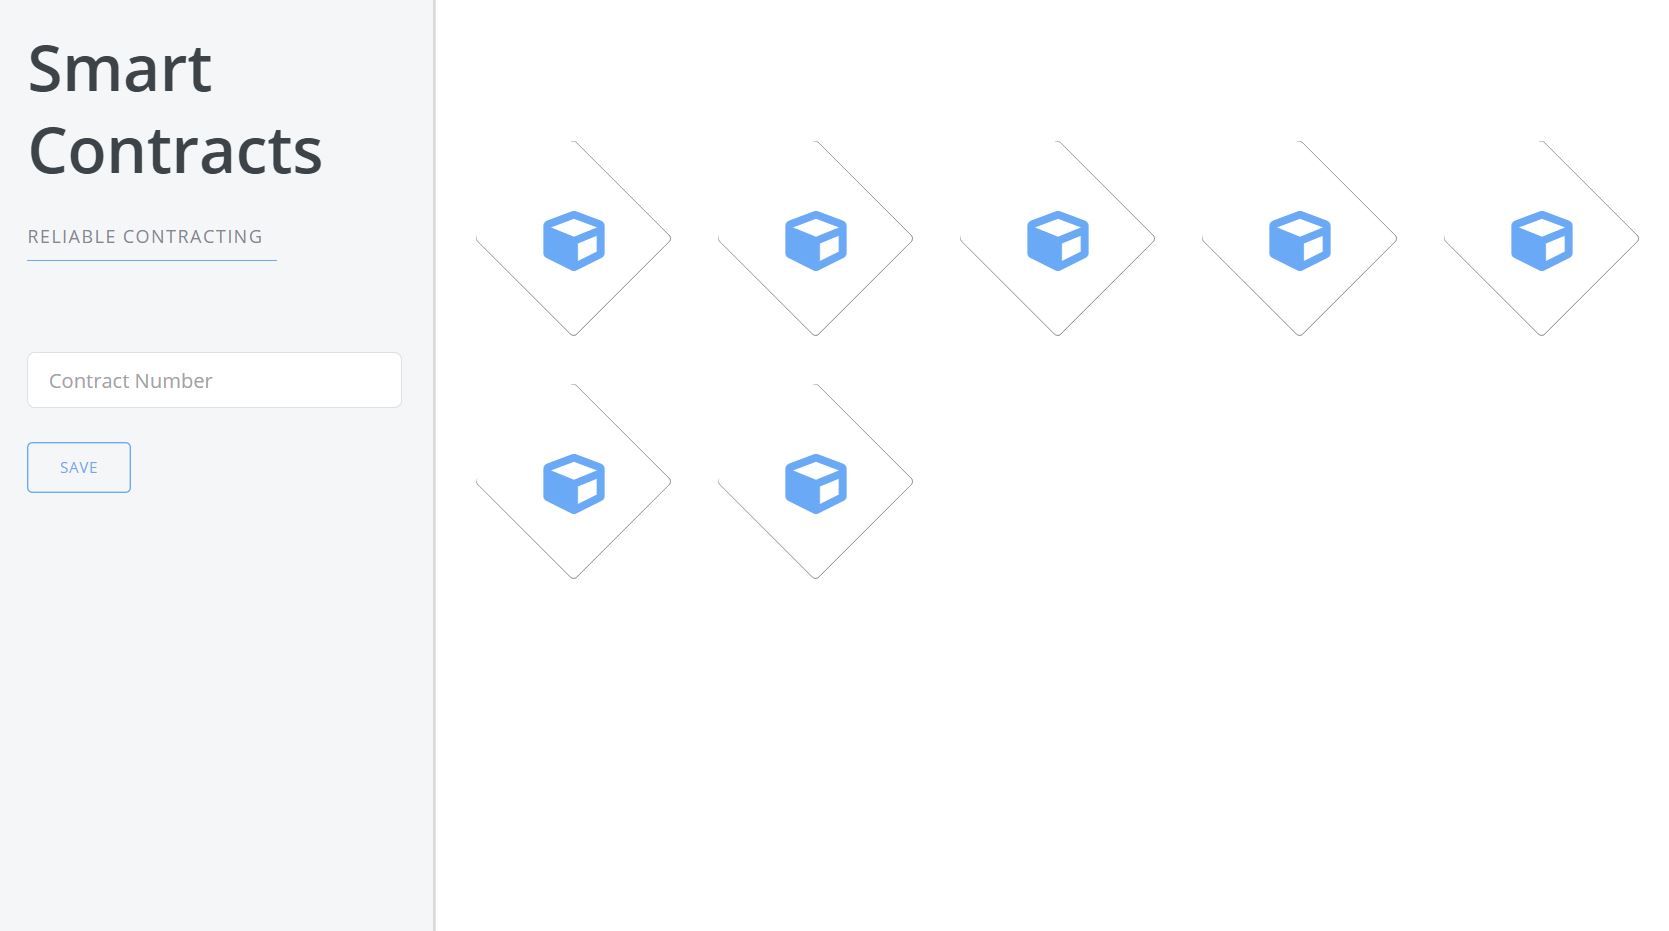 Smart
Contracts
RELIABLE CONTRACTING
Contract Number
SAVE